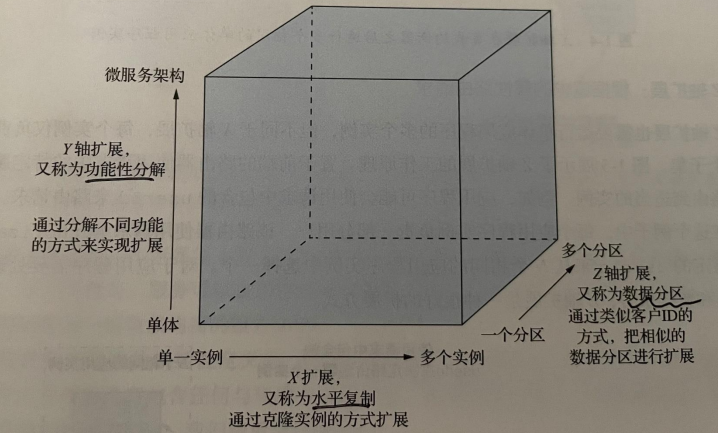 微服务架构
Y轴扩展，
又称为功能性分解
通过分解不同功能
的方式来实现扩展
单体
单一实例
多个实例
X扩展，
又称为水平复制
通过克隆实例的方式扩展
一个分区
多个分区
Z轴扩展，
又称为数据分区
通过类似客户ID的
方式，把相似的
数据分区进行扩展